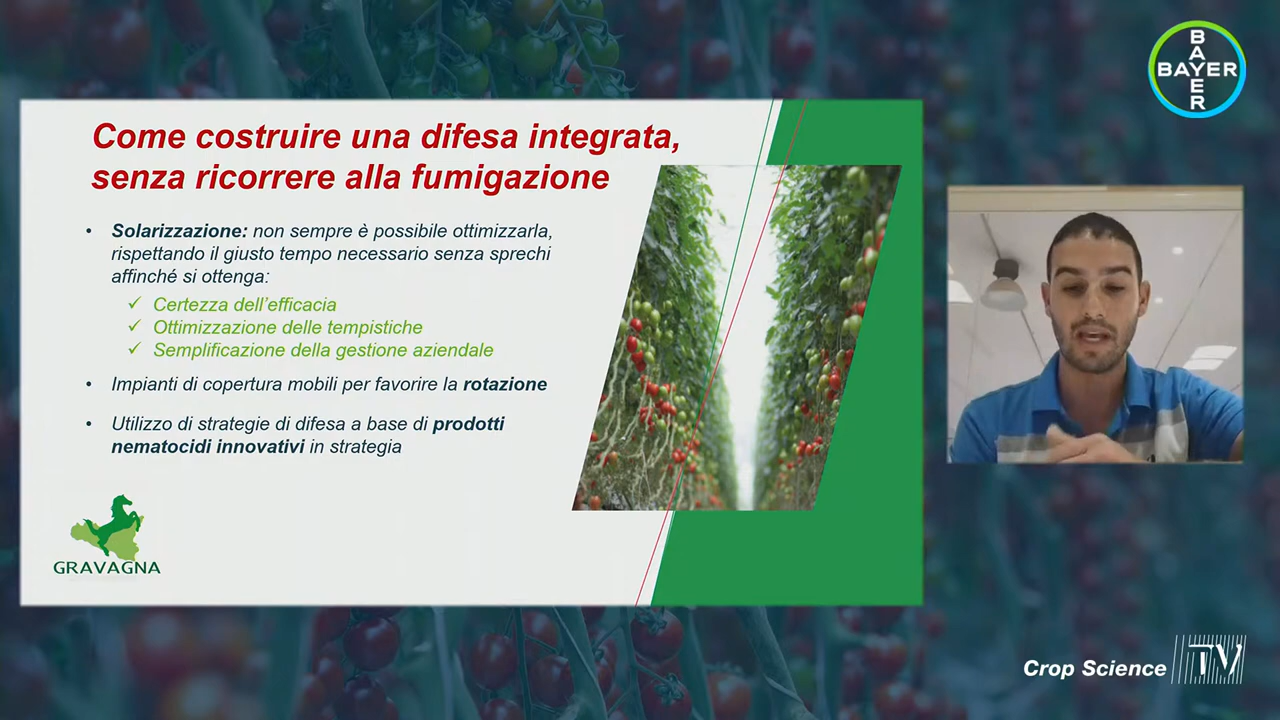 BAYER
BAYER
Come costruire una difesa integrata,
senza ricorrere alla fumigazione
• Solarizzazione: non sempre è possibile ottimizzarla,
rispettando il giusto tempo necessario senza sprechi
affinché si ottenga:
✓ Certezza dell'efficacia
✓ Ottimizzazione delle tempistiche
✓ Semplificazione della gestione aziendale
• Impianti di copertura mobili per favorire la rotazione
• Utilizzo di strategie di difesa a base di prodotti
nematocidi innovativi in strategia
GRAVAGNA
Crop Science TV